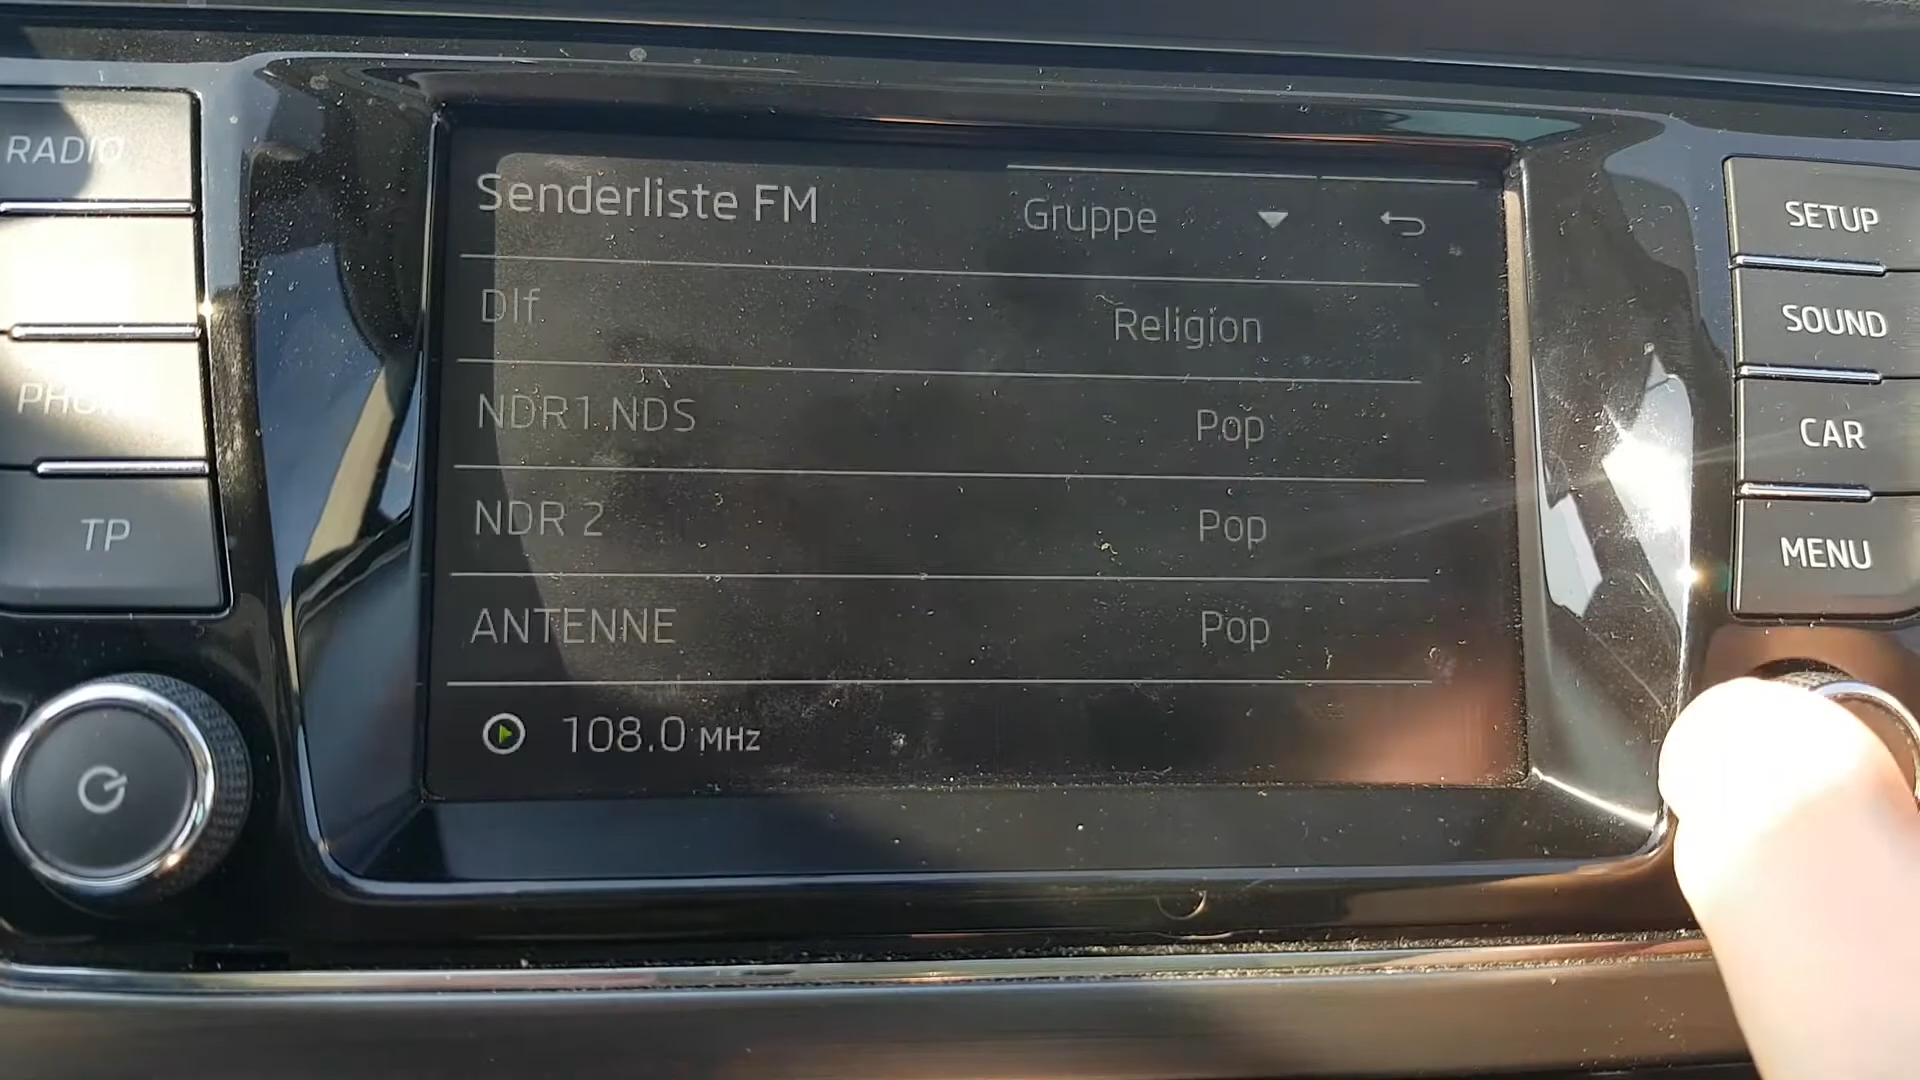 RADIO
PHONE
TP
Senderliste FM Gruppe
Dlf Religion
NDR1 NDS Pop
NDR 2 Pop
ANTENNE Pop
108.0 MHz
SETUP
SOUND
CAR
MENU